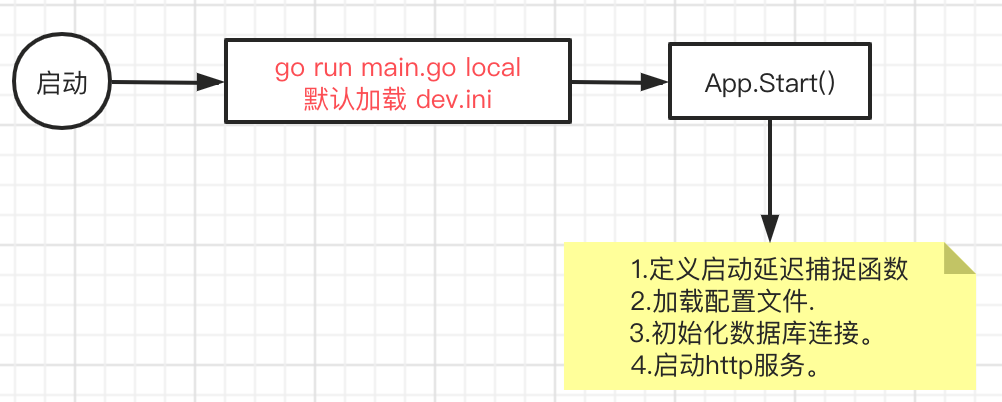 启动
go run main.go local
默认加载 dev.ini
App.Start()
1.定义启动延迟捕捉函数
2.加载配置文件.
3.初始化数据库连接。
4.启动http服务。